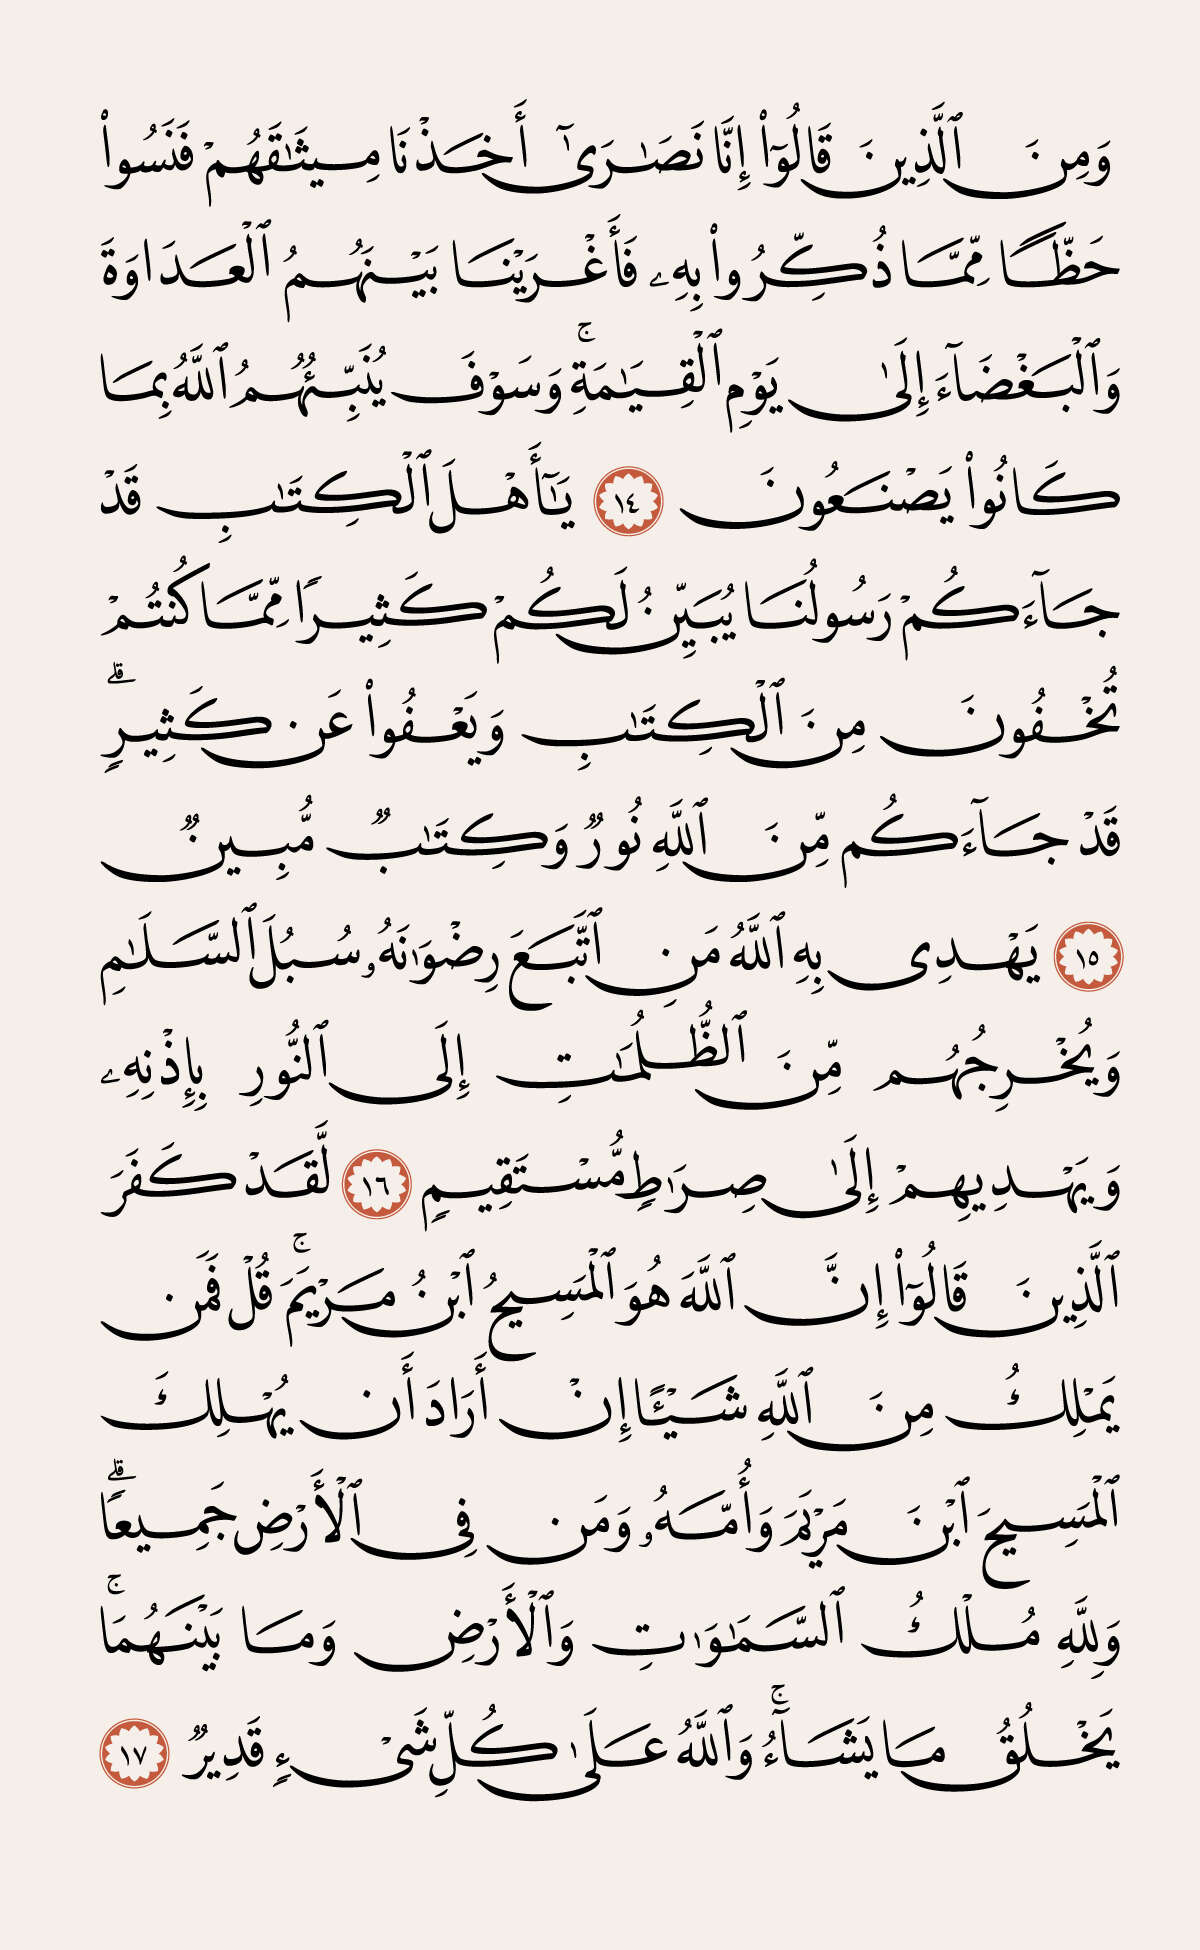 وَمِنَ ٱلَّذِينَ قَالُوٓا۟ إِنَّا نَصَـٰرَىٰٓ أَخَذْنَا مِيثَـٰقَهُمْ فَنَسُوا۟
حَظًّا مِّمَّا ذُكِّرُوا۟ بِهِۦ فَأَغْرَيْنَا بَيْنَهُمُ ٱلْعَدَاوَةَ
وَٱلْبَغْضَآءَ إِلَىٰ يَوْمِ ٱلْقِيَـٰمَةِ ۚ وَسَوْفَ يُنَبِّئُهُمُ ٱللَّهُ بِمَا
كَانُوا۟ يَصْنَعُونَ ١٤ يَـٰٓأَهْلَ ٱلْكِتَـٰبِ قَدْ
جَآءَكُمْ رَسُولُنَا يُبَيِّنُ لَكُمْ كَثِيرًا مِّمَّا كُنتُمْ
تُخْفُونَ مِنَ ٱلْكِتَـٰبِ وَيَعْفُوا۟ عَن كَثِيرٍ ۗ
قَدْ جَآءَكُم مِّنَ ٱللَّهِ نُورٌ وَكِتَـٰبٌ مُّبِينٌ
١٥ يَهْدِى بِهِ ٱللَّهُ مَنِ ٱتَّبَعَ رِضْوَٰنَهُۥ سُبُلَ ٱلسَّلَـٰمِ
وَيُخْرِجُهُم مِّنَ ٱلظُّلُمَـٰتِ إِلَى ٱلنُّورِ بِإِذْنِهِۦ
وَيَهْدِيهِمْ إِلَىٰ صِرَٰطٍ مُّسْتَقِيمٍ ١٦ لَّقَدْ كَفَرَ
ٱلَّذِينَ قَالُوٓا۟ إِنَّ ٱللَّهَ هُوَ ٱلْمَسِيحُ ٱبْنُ مَرْيَمَ ۚ قُلْ فَمَن
يَمْلِكُ مِنَ ٱللَّهِ شَيْـًٔا إِنْ أَرَادَ أَن يُهْلِكَ
ٱلْمَسِيحَ ٱبْنَ مَرْيَمَ وَأُمَّهُۥ وَمَن فِى ٱلْأَرْضِ جَمِيعًا ۗ
وَلِلَّهِ مُلْكُ ٱلسَّمَـٰوَٰتِ وَٱلْأَرْضِ وَمَا بَيْنَهُمَا ۚ
يَخْلُقُ مَا يَشَآءُ ۚ وَٱللَّهُ عَلَىٰ كُلِّ شَىْءٍ قَدِيرٌ ١٧